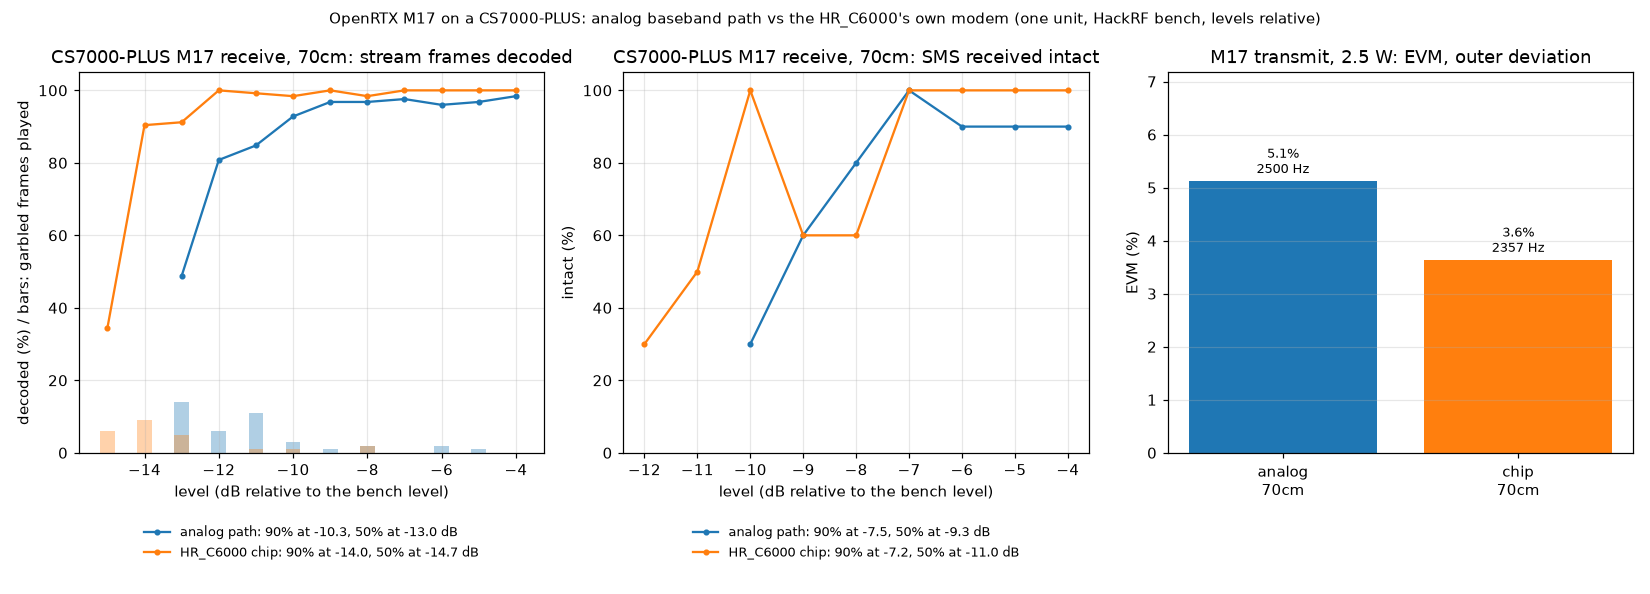 OpenRTX M17 on a CS7000-PLUS: analog baseband path vs the HR_C6000's own modem (one unit, HackRF bench, levels relative)
CS7000-PLUS M17 receive, 70cm: stream frames decoded
decoded (%) / bars: garbled frames played
100
80
60
40
20
0
−14
−12
−10
−8
−6
−4
level (dB relative to the bench level)
analog path: 90% at -10.3, 50% at -13.0 dB
HR_C6000 chip: 90% at -14.0, 50% at -14.7 dB
CS7000-PLUS M17 receive, 70cm: SMS received intact
intact (%)
100
80
60
40
20
0
−12
−11
−10
−9
−8
−7
−6
−5
−4
level (dB relative to the bench level)
analog path: 90% at -7.5, 50% at -9.3 dB
HR_C6000 chip: 90% at -7.2, 50% at -11.0 dB
M17 transmit, 2.5 W: EVM, outer deviation
EVM (%)
7
6
5
4
3
2
1
0
5.1%
2500 Hz
3.6%
2357 Hz
analog
70cm
chip
70cm